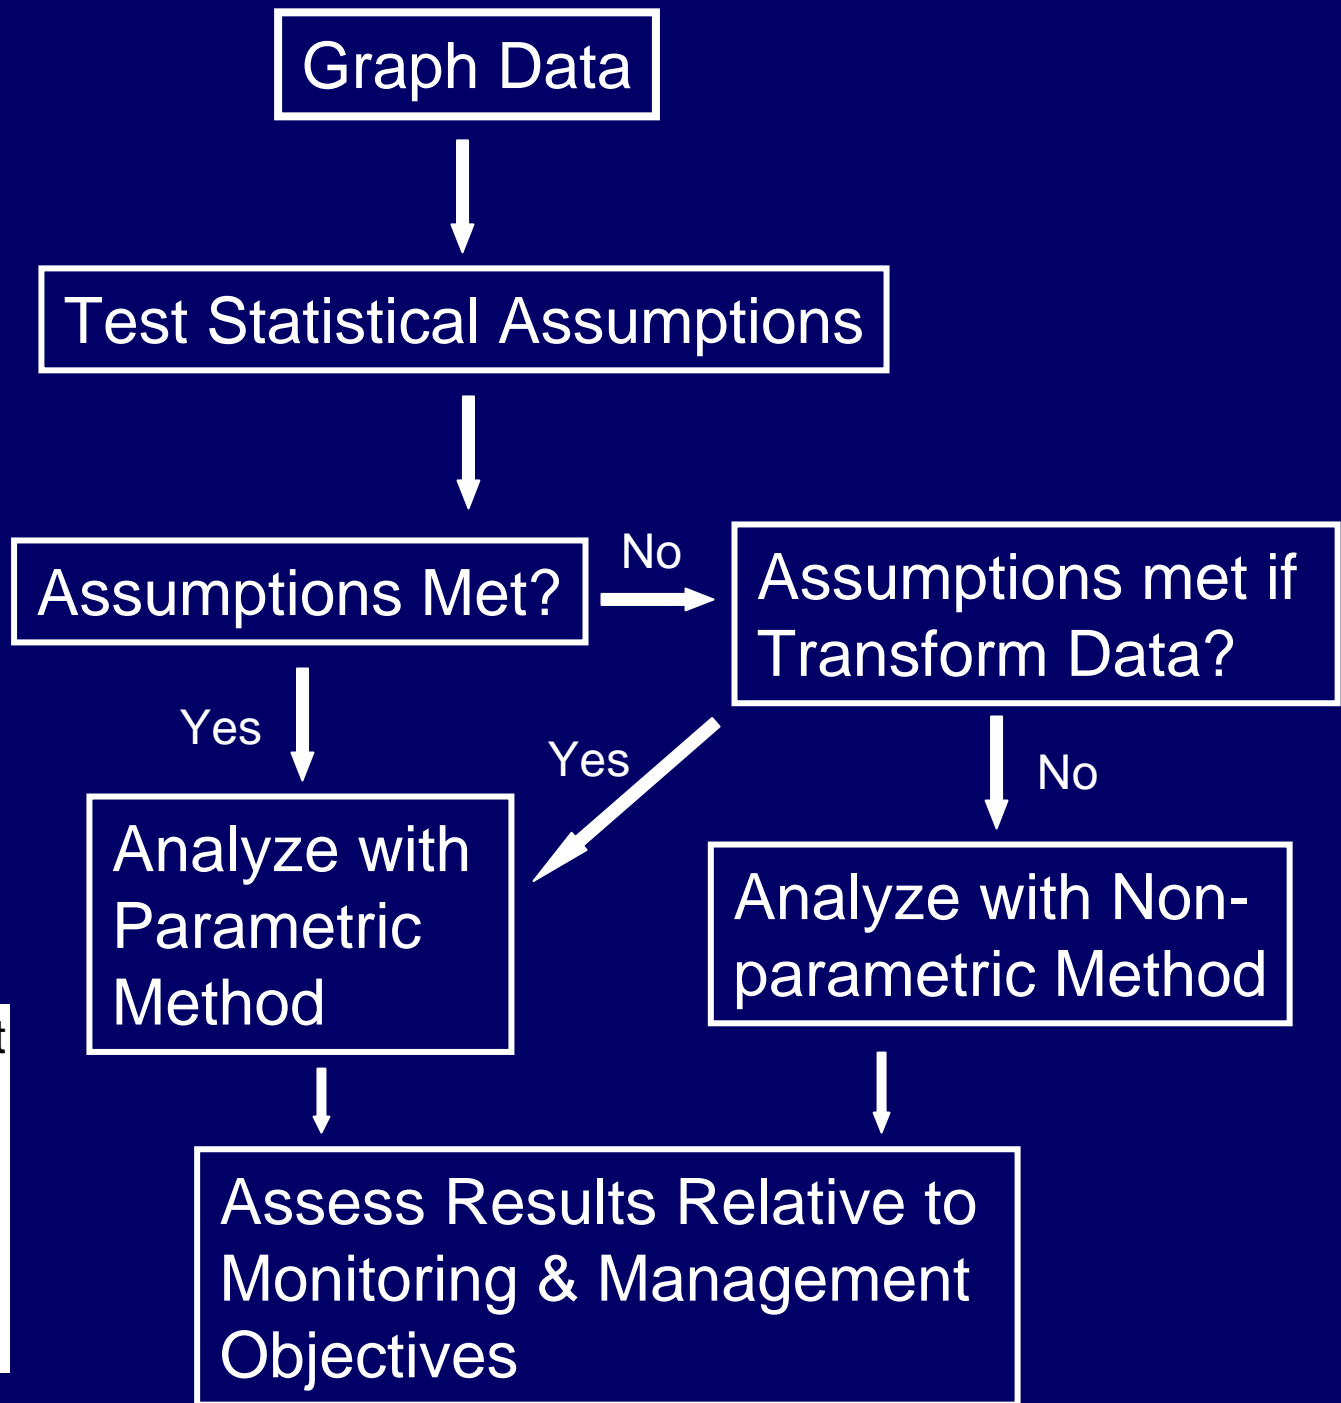 Graph Data
Test Statistical Assumptions
Assumptions Met?
No
Assumptions met if
Transform Data?
Yes
Yes
No
Analyze with
Parametric
Method
Analyze with Non-
parametric Method
t
Assess Results Relative to
Monitoring & Management
Objectives